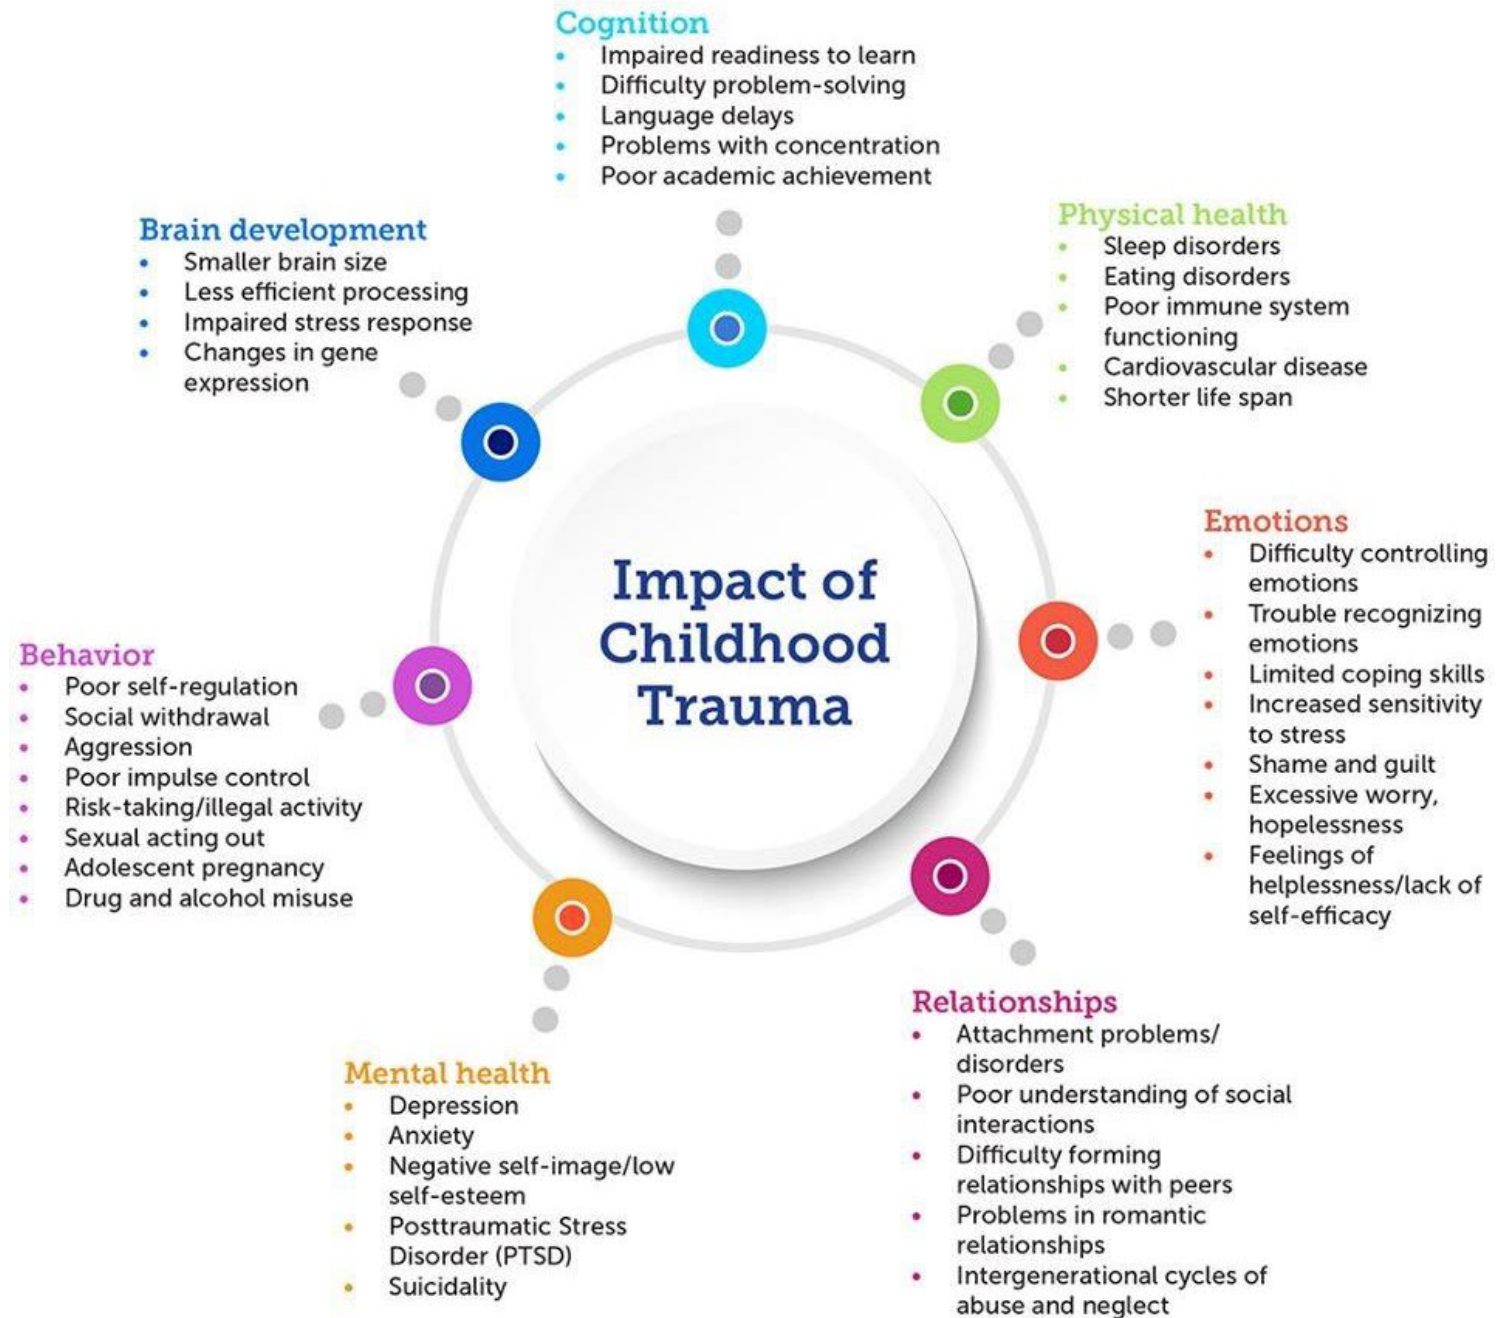 Cognition
• Impaired readiness to learn
• Difficulty problem-solving
• Language delays
• Problems with concentration
• Poor academic achievement
Physical health
• Sleep disorders
• Eating disorders
• Poor immune system
functioning
• Cardiovascular disease
• Shorter life span
Emotions
• Difficulty controlling
emotions
• Trouble recognizing
emotions
• Limited coping skills
• Increased sensitivity
to stress
• Shame and guilt
• Excessive worry,
hopelessness
• Feelings of
helplessness/lack of
self-efficacy
Relationships
• Attachment problems/
disorders
• Poor understanding of social
interactions
• Difficulty forming
relationships with peers
• Problems in romantic
relationships
• Intergenerational cycles of
abuse and neglect
Mental health
• Depression
• Anxiety
• Negative self-image/low
self-esteem
• Posttraumatic Stress
Disorder (PTSD)
• Suicidality
Behavior
• Poor self-regulation
• Social withdrawal
• Aggression
• Poor impulse control
• Risk-taking/illegal activity
• Sexual acting out
• Adolescent pregnancy
• Drug and alcohol misuse
Brain development
• Smaller brain size
• Less efficient processing
• Impaired stress response
• Changes in gene
expression
Impact of
Childhood
Trauma